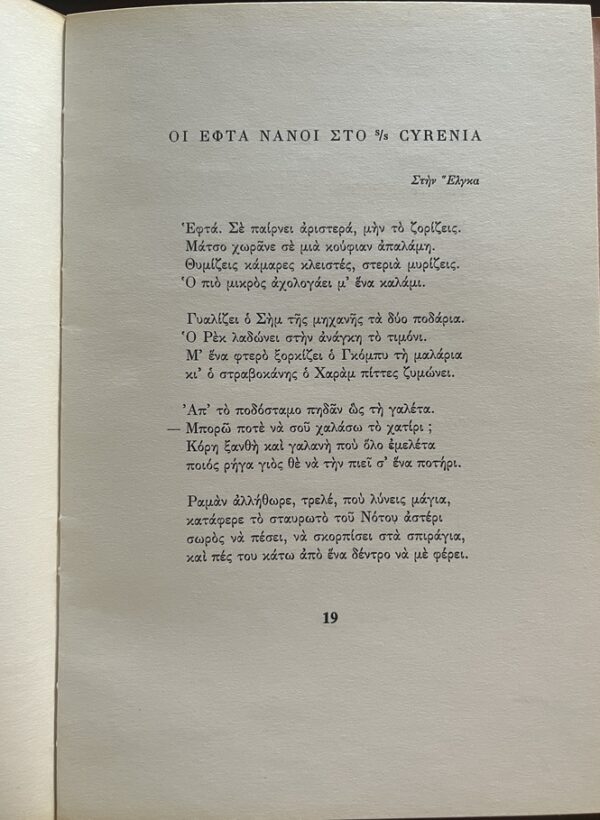 ΟΙ ΕΦΤΑ ΝΑΝΟΙ ΣΤΟ s/s CYRENIA
Στὴν Ἔλγκα
Ἑφτά. Σὲ παίρνει ἀριστερά, μὴν τὸ ζορίζεις.
Μάτσο χωρᾶνε σὲ μιὰ κούφιαν ἀπαλάμη.
Θυμίζεις κάμαρες κλειστές, στεριὰ μυρίζεις.
Ὁ πιὸ μικρὸς ἀχολογάει μ' ἕνα καλάμι.
Γυαλίζει ὁ Σὴμ τῆς μηχανῆς τὰ δύο ποδάρια.
Ὁ Ρὲκ λαδώνει στὴν ἀνάγκη τὸ τιμόνι.
Μ' ἕνα φτερὸ ξορκίζει ὁ Γκόμπυ τὴ μαλάρια
κι' ὁ στραβοκάνης ὁ Χαρὰμ πίττες ζυμώνει.
Ἀπ' τὸ ποδόσταμο πηδᾶν ὣς τὴ γαλέτα.
— Μπορῶ ποτὲ νὰ σοῦ χαλάσω τὸ χατίρι ;
Κόρη ξανθὴ καὶ γαλανὴ ποὺ ὅλο ἐμελέτα
ποιός ρήγα γιὸς θὲ νὰ τὴν πιεῖ σ' ἕνα ποτήρι.
Ραμὰν ἀλλήθωρε, τρελέ, ποὺ λύνεις μάγια,
κατάφερε τὸ σταυρωτὸ τοῦ Νότου ἀστέρι
σωρὸς νὰ πέσει, νὰ σκορπίσει στὰ σπιράγια,
καὶ πές του κάτω ἀπὸ ἕνα δέντρο νὰ μὲ φέρει.
19